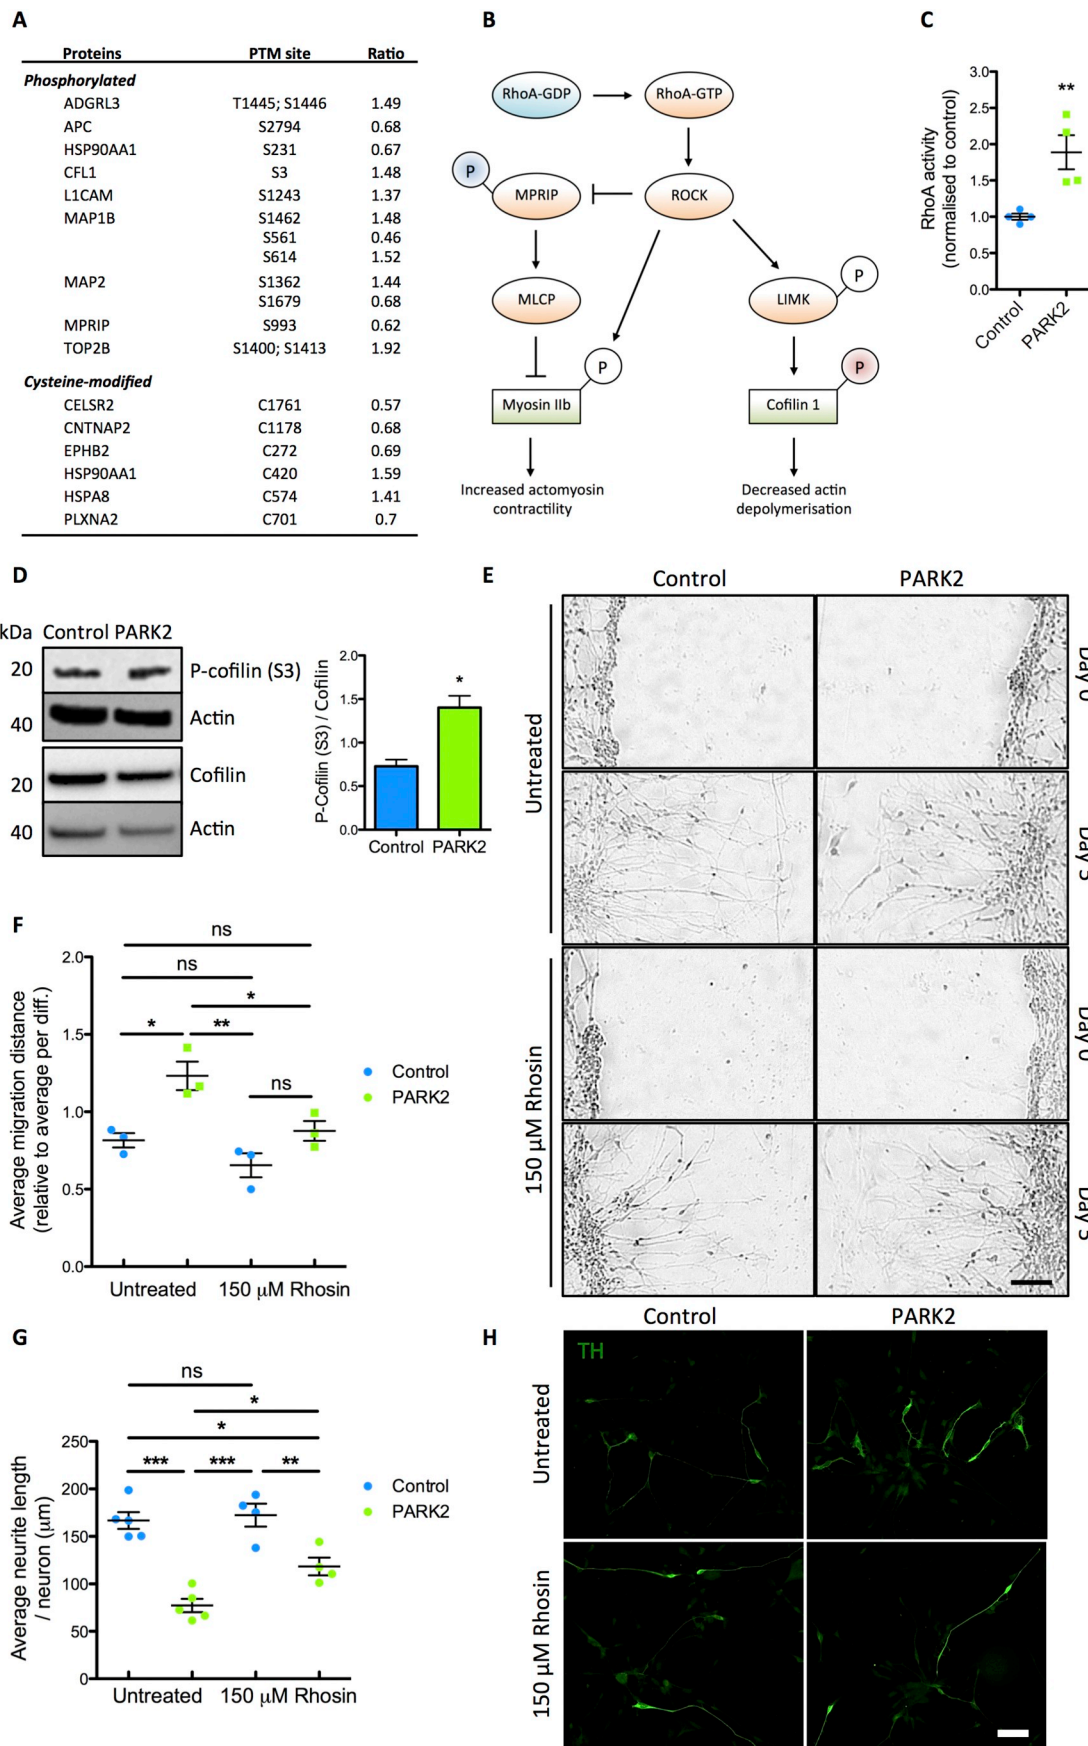 A
Proteins PTM site Ratio
Phosphorylated
ADGRL3 T1445; S1446 1.49
APC S2794 0.68
HSP90AA1 S231 0.67
CFL1 S3 1.48
L1CAM S1243 1.37
MAP1B S1462 1.48
S561 0.46
S614 1.52
MAP2 S1362 1.44
S1679 0.68
MPRIP S993 0.62
TOP2B S1400; S1413 1.92
Cysteine-modified
CELSR2 C1761 0.57
CNTNAP2 C1178 0.68
EPHB2 C272 0.69
HSP90AA1 C420 1.59
HSPA8 C574 1.41
PLXNA2 C701 0.7
B
RhoA-GDP RhoA-GTP
P
MPRIP ROCK
MLCP LIMK P
P P
Myosin IIb Cofilin 1
Increased actomyosin
contractility
Decreased actin
depolymerisation
C
RhoA activity
(normalised to control)
3.0
2.5
2.0
1.5
1.0
0.5
0.0
**
Control PARK2
D
kDa Control PARK2
20 P-cofilin (S3)
40 Actin
20 Cofilin
40 Actin
P-Cofilin (S3) / Cofilin
2.0
1.5
1.0
0.5
0.0
*
Control PARK2
E
Control PARK2
Untreated
150 µM Rhosin
Day 0
Day 5
Day 0
Day 5
F
Average migration distance
(relative to average per diff.)
2.0
1.5
1.0
0.5
0.0
ns
ns
*
* **
ns
Control
PARK2
Untreated 150 µM Rhosin
G
Average neurite length
/ neuron (µm)
250
200
150
100
50
0
ns
*
*
*** *** **
Control
PARK2
Untreated 150 µM Rhosin
H
Control PARK2
TH
Untreated
150 µM Rhosin